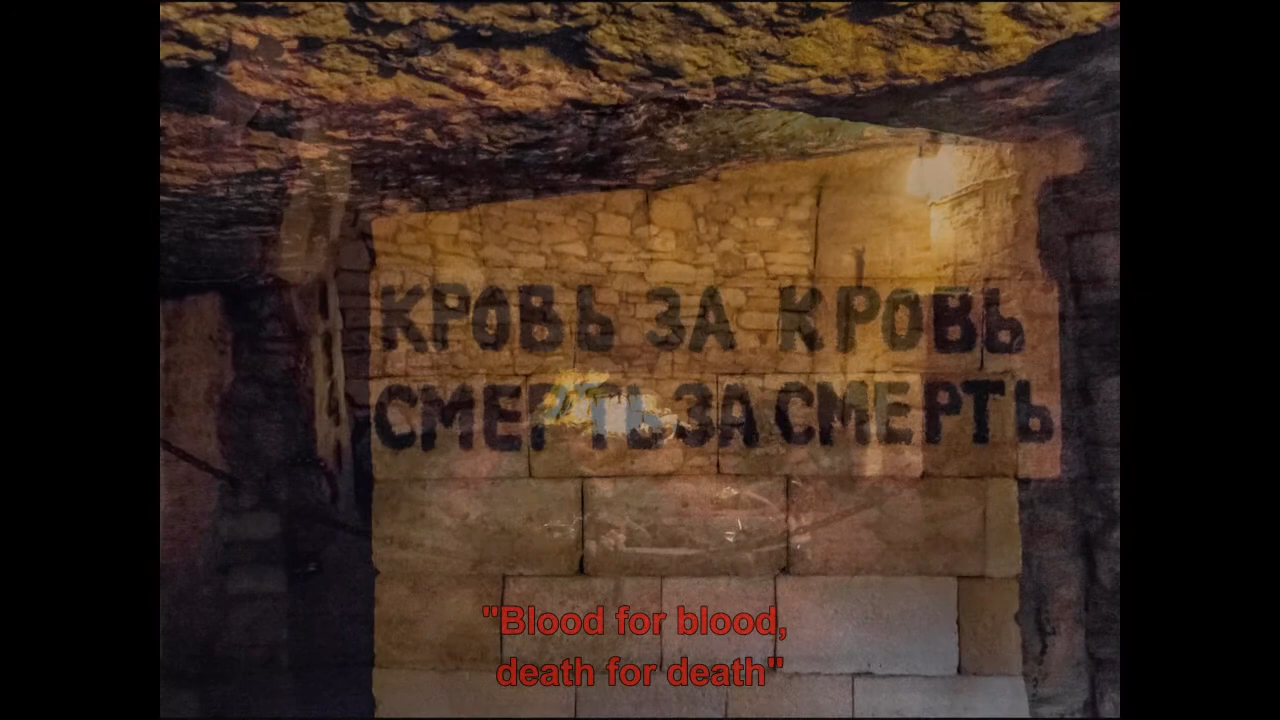 КРОВЬ ЗА КРОВЬ
СМЕРТЬ ЗА СМЕРТЬ
"Blood for blood,
death for death"